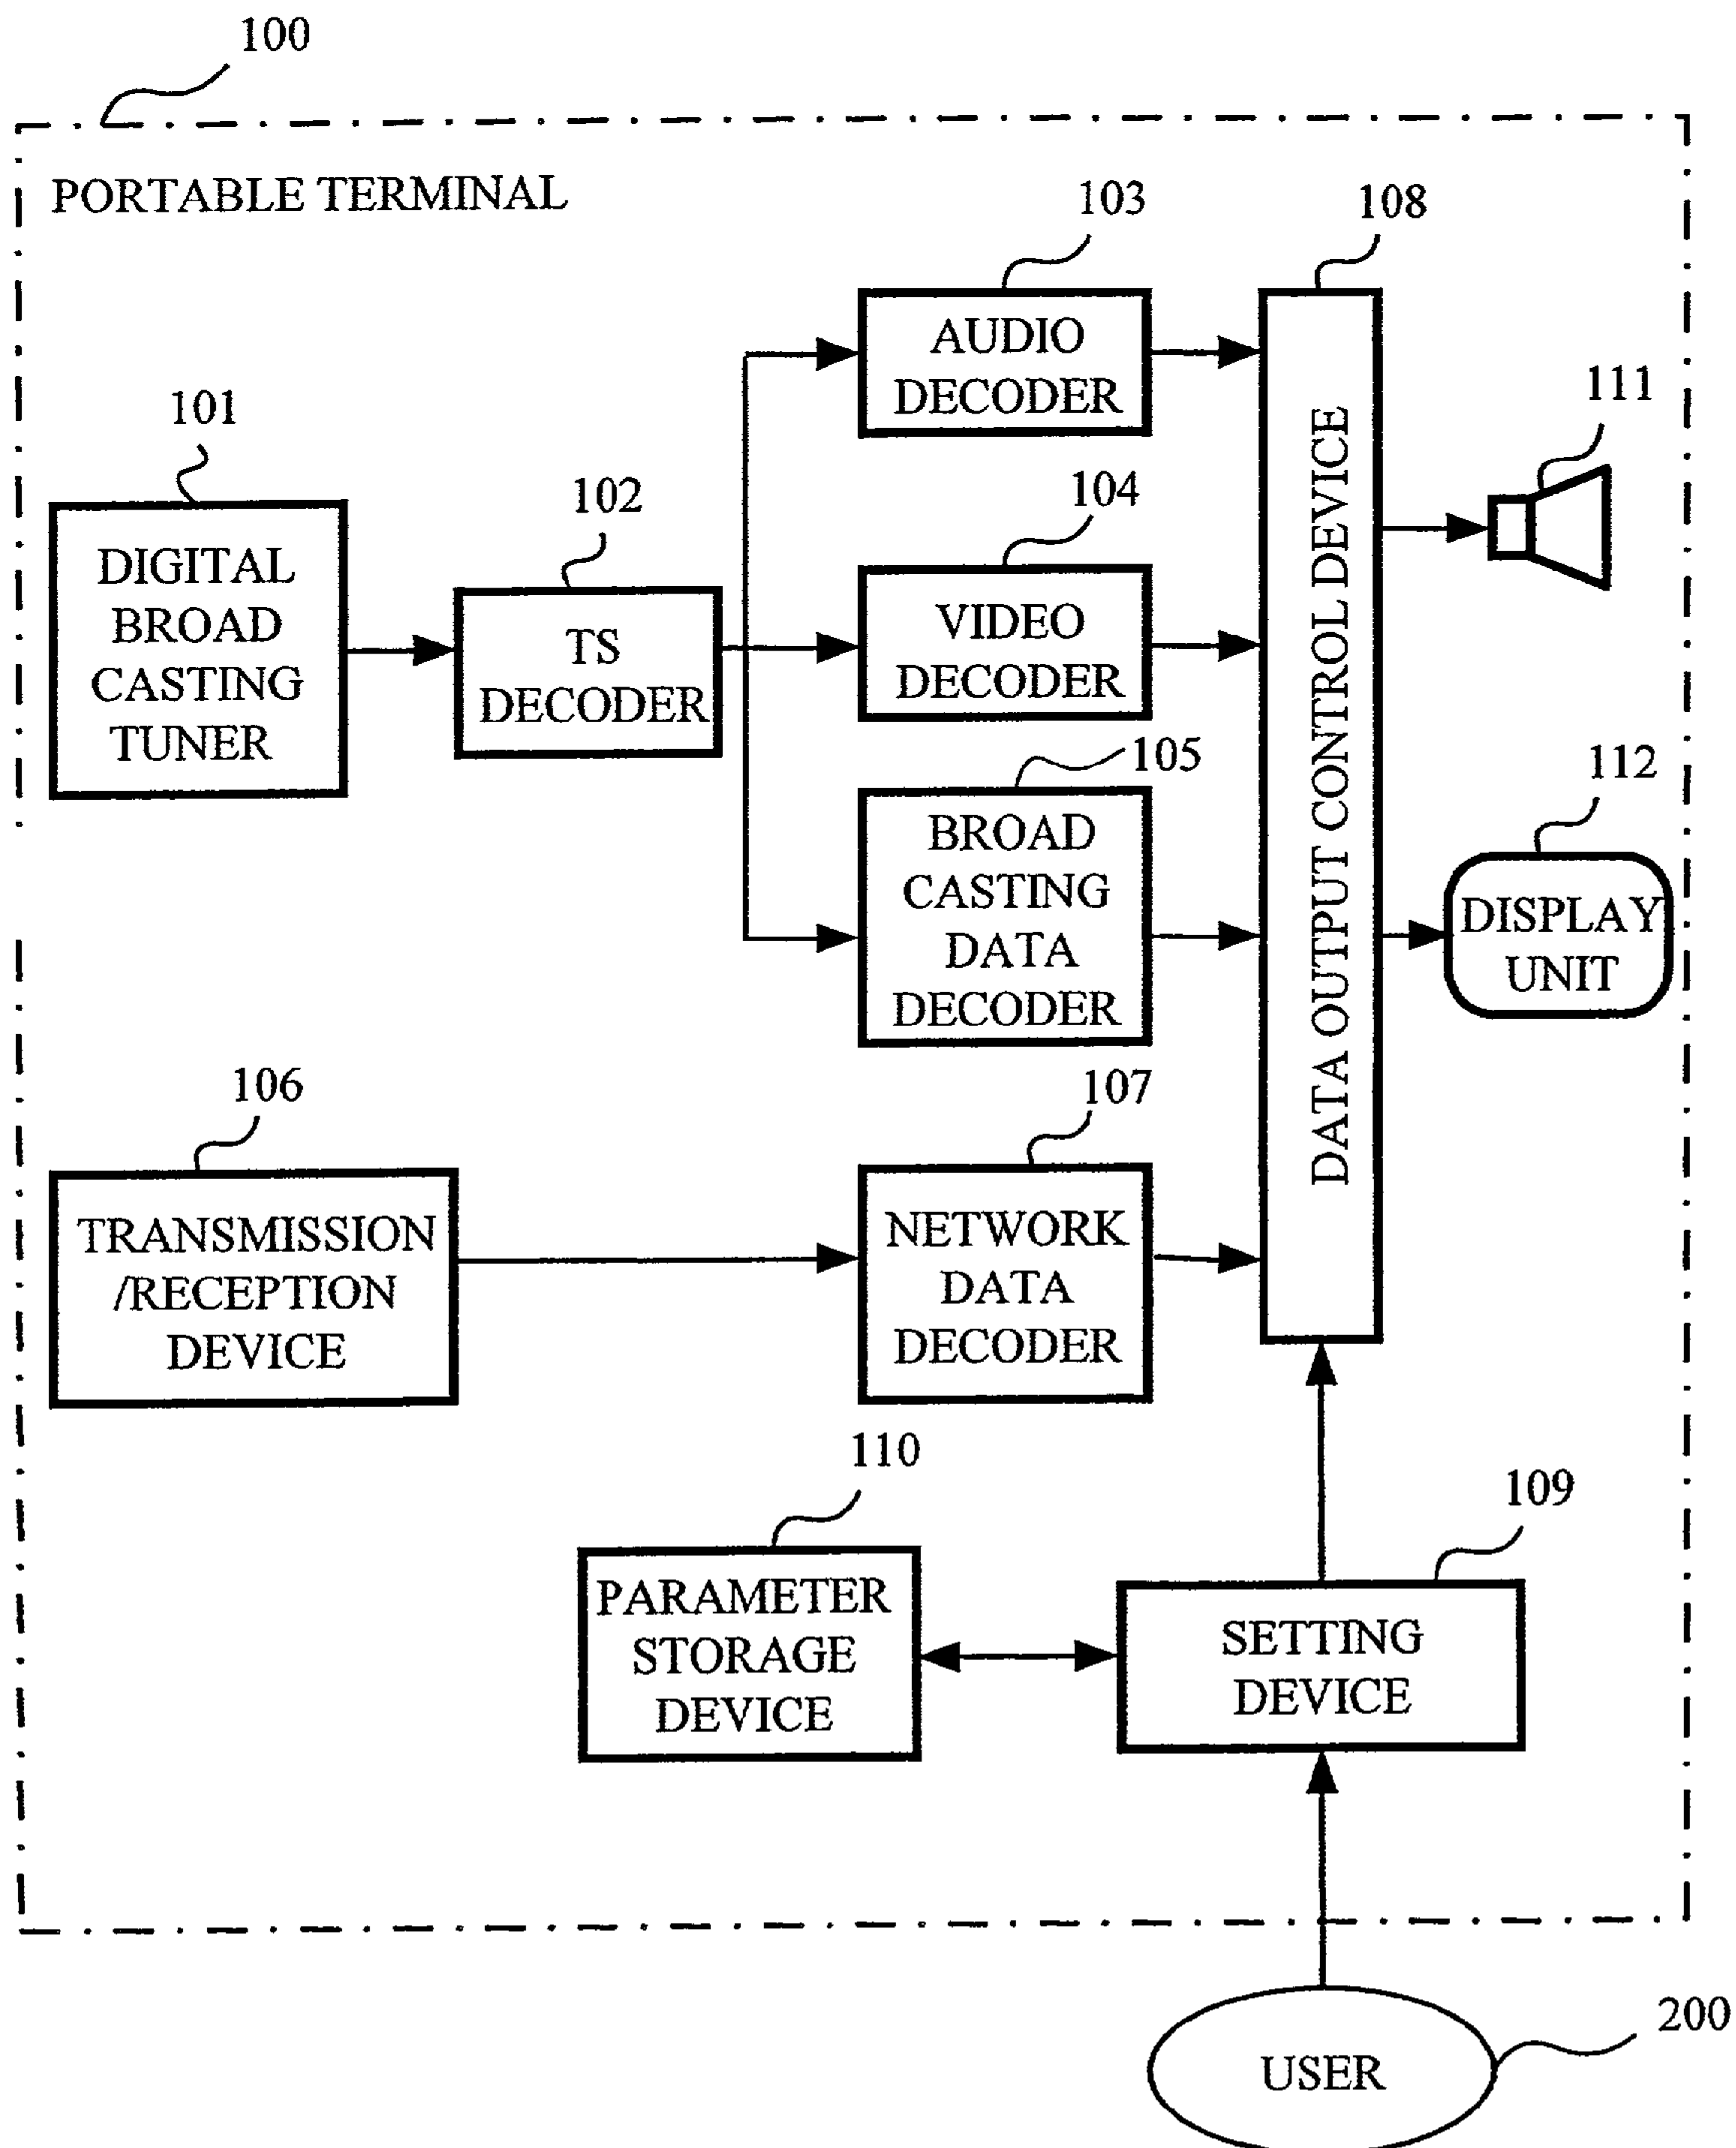 100
PORTABLE TERMINAL
103
108
AUDIO
DECODER
101
111
102
104
DIGITAL
BROAD
CASTING
TUNER
TS
DECODER
VIDEO
DECODER
DATA OUTPUT CONTROL DEVICE
105
112
BROAD
CASTING
DATA
DECODER
DISPLAY
UNIT
106
107
TRANSMISSION
/RECEPTION
DEVICE
NETWORK
DATA
DECODER
110
109
PARAMETER
STORAGE
DEVICE
SETTING
DEVICE
200
USER